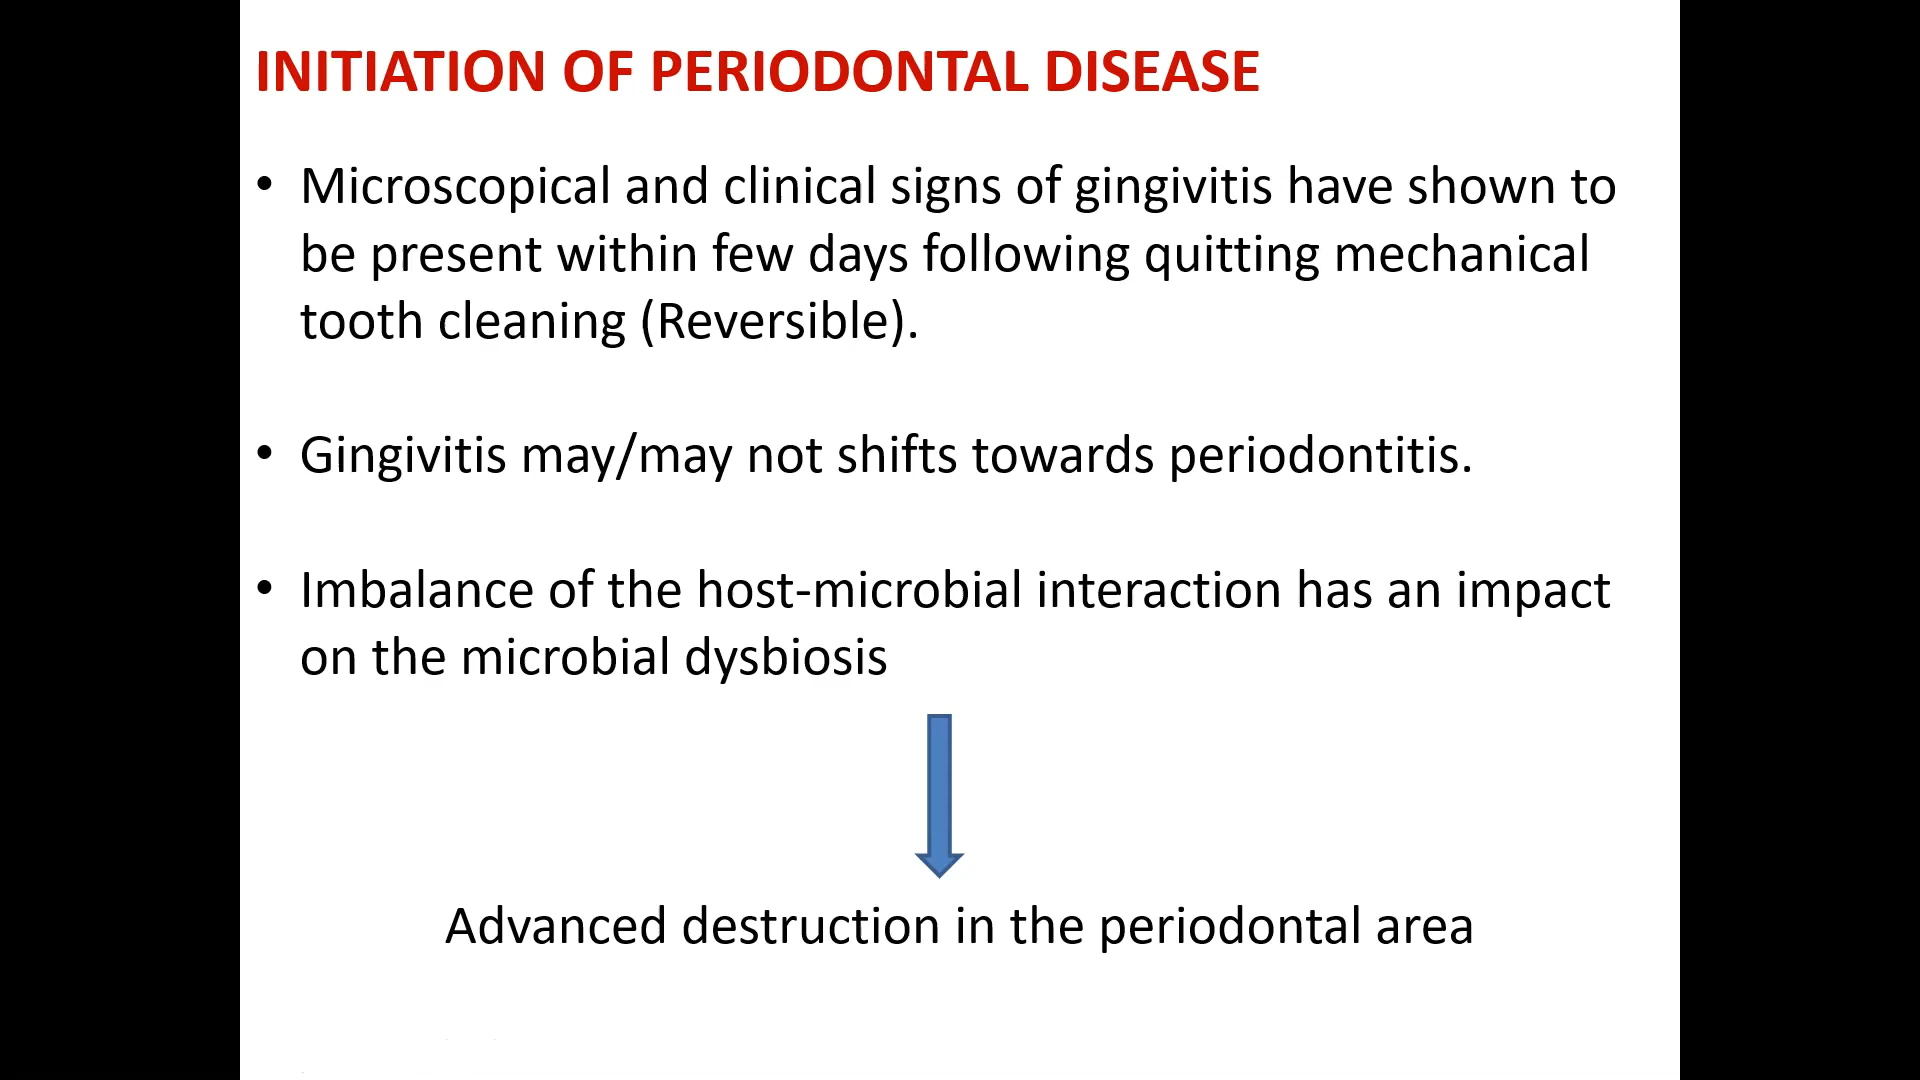 INITIATION OF PERIODONTAL DISEASE
• Microscopical and clinical signs of gingivitis have shown to
be present within few days following quitting mechanical
tooth cleaning (Reversible).
• Gingivitis may/may not shifts towards periodontitis.
• Imbalance of the host-microbial interaction has an impact
on the microbial dysbiosis
Advanced destruction in the periodontal area